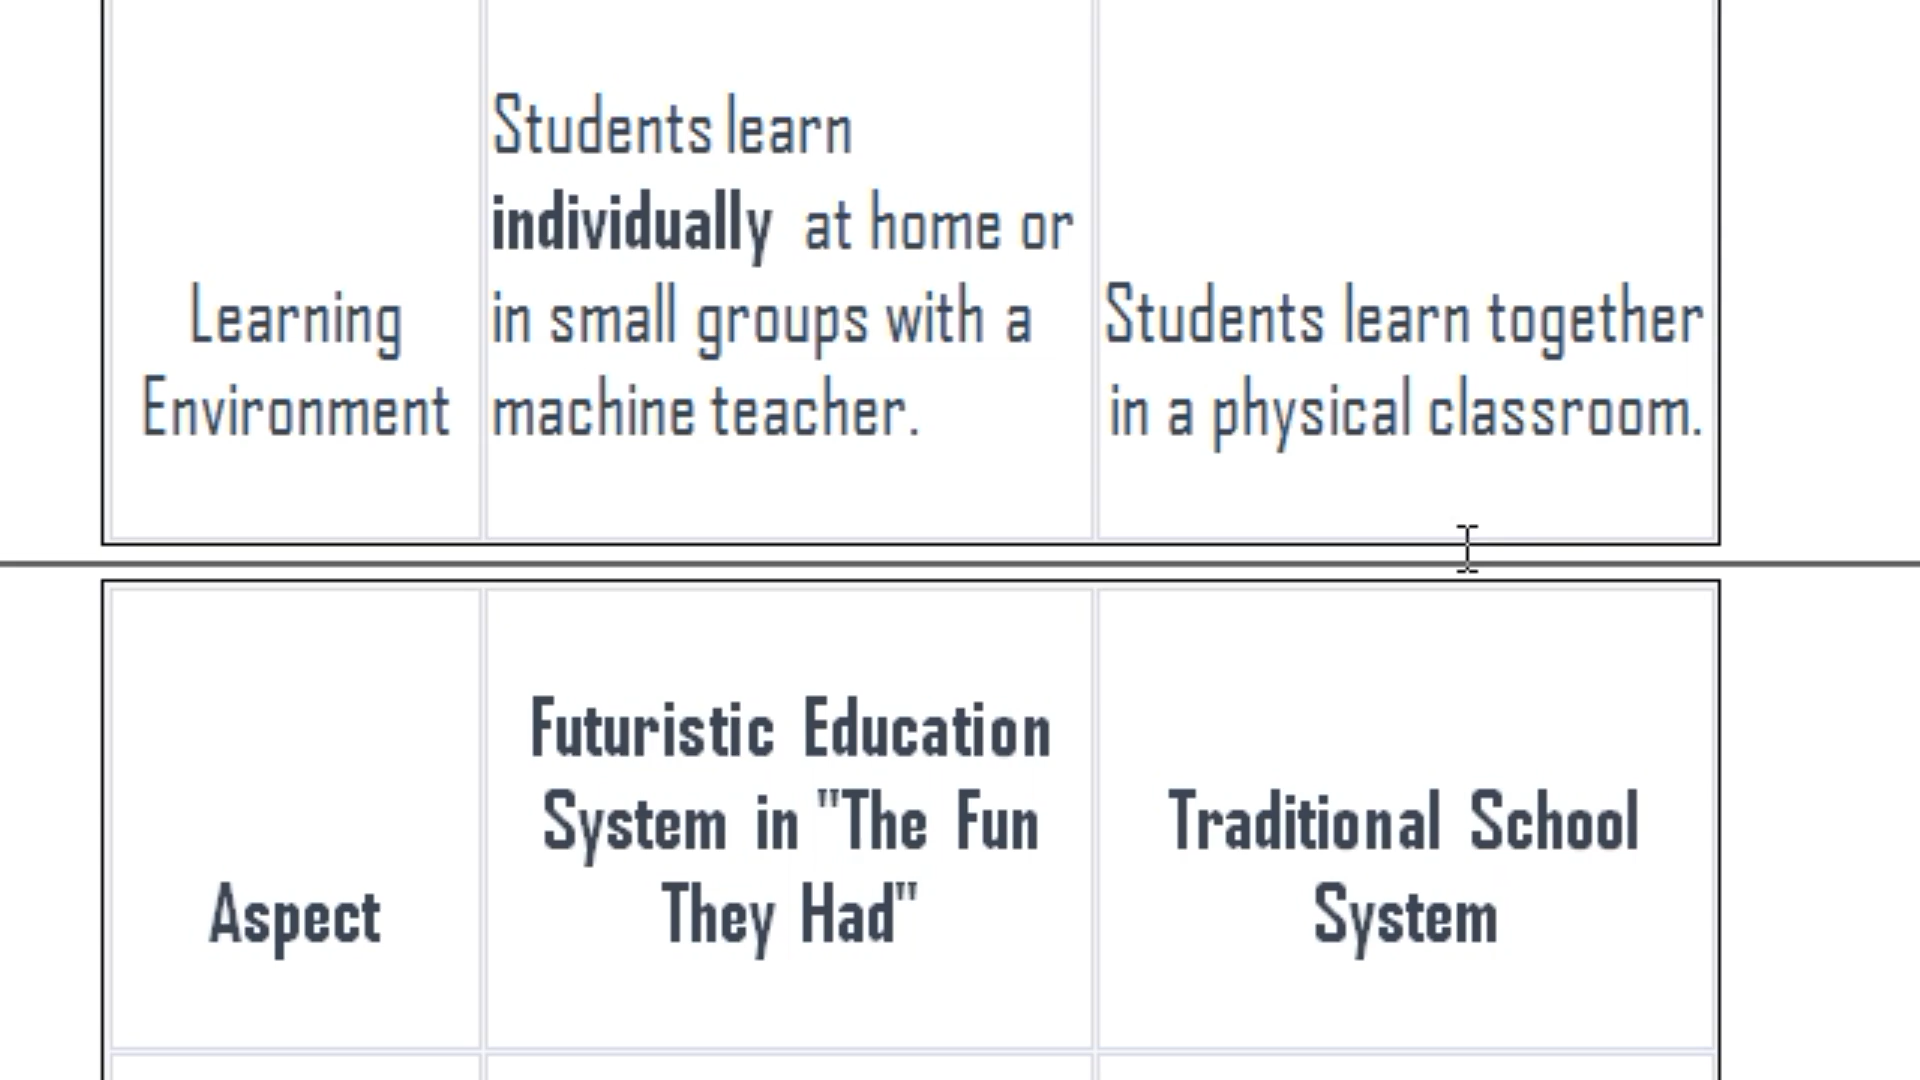 Students learn
individually at home or
in small groups with a
machine teacher.
Learning
Environment
Students learn together
in a physical classroom.
Aspect
Futuristic Education
System in "The Fun
They Had"
Traditional School
System